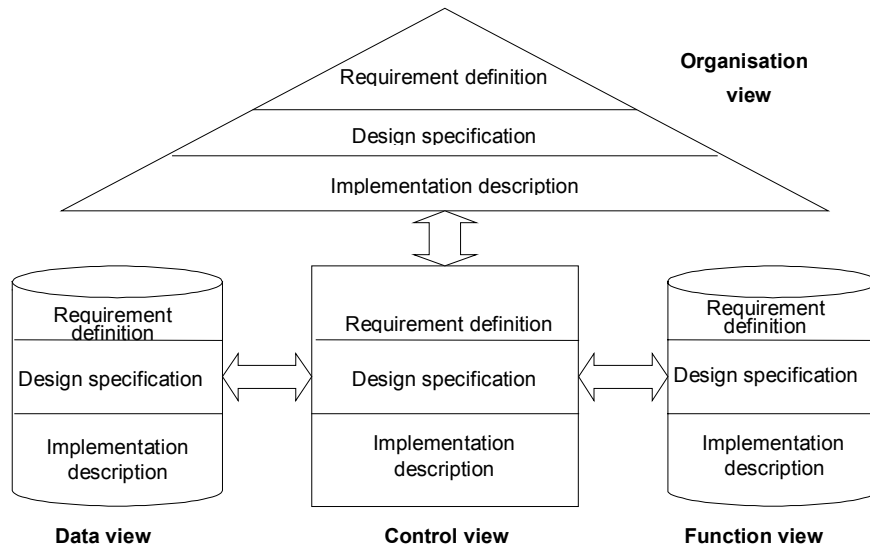 Requirement definition
Organisation
view
Design specification
Implementation description
Requirement
definition
Design specification
Implementation
description
Data view
Requirement definition
Design specification
Implementation
description
Control view
Requirement
definition
Design specification
Implementation
description
Function view